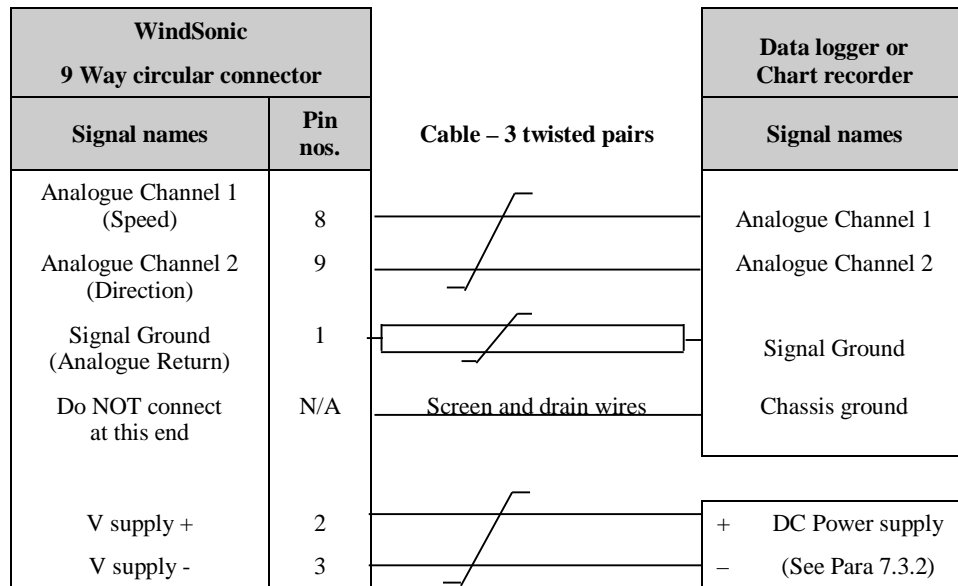 WindSonic
9 Way circular connector
Data logger or
Chart recorder
Signal names
Pin
nos.
Cable – 3 twisted pairs
Signal names
Analogue Channel 1
(Speed)
8
Analogue Channel 1
Analogue Channel 2
(Direction)
9
Analogue Channel 2
Signal Ground
(Analogue Return)
1
Signal Ground
Do NOT connect
at this end
N/A
Screen and drain wires
Chassis ground
V supply +
2
+ DC Power supply
V supply -
3
– (See Para 7.3.2)